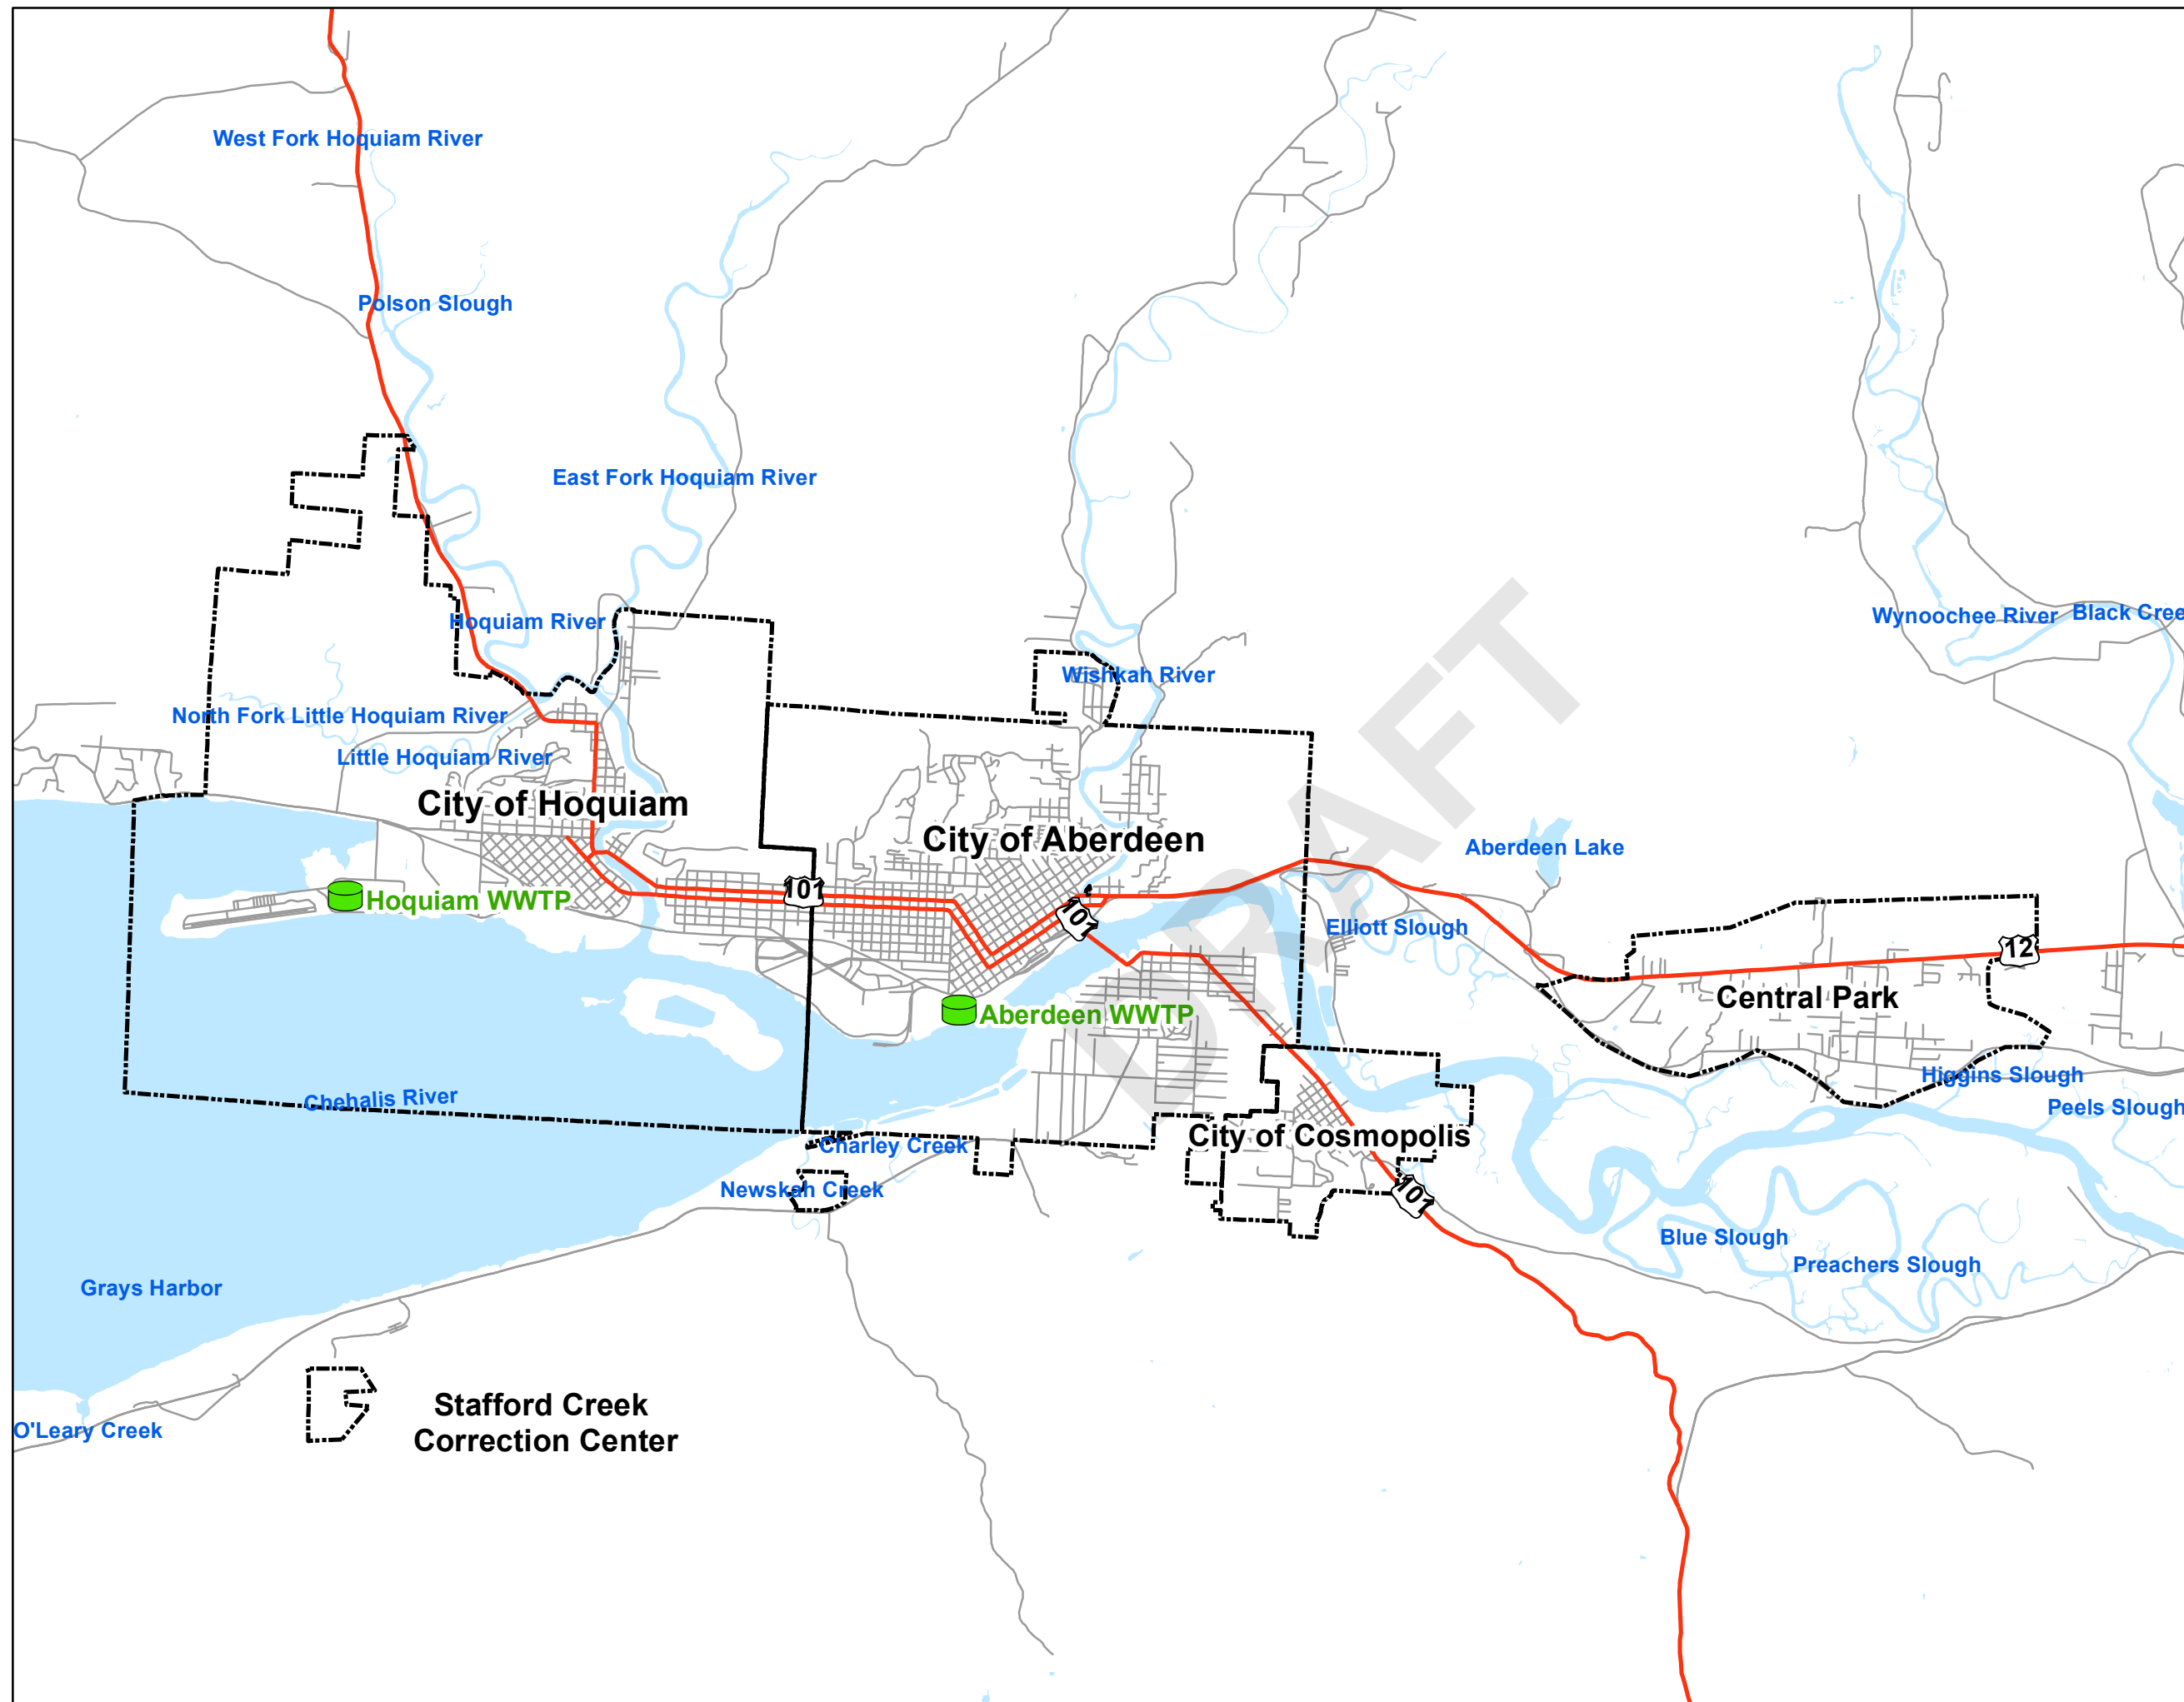 West Fork Hoquiam River
Polson Slough
East Fork Hoquiam River
Hoquiam River
Wynoochee River
Black Cree
Wishkah River
North Fork Little Hoquiam River
Little Hoquiam River
City of Hoquiam
City of Aberdeen
Aberdeen Lake
101
Hoquiam WWTP
101
Elliott Slough
12
Central Park
Aberdeen WWTP
DRAFT
Higgins Slough
Chehalis River
Peels Slough
City of Cosmopolis
Charley Creek
Newskah Creek
101
Blue Slough
Preachers Slough
Grays Harbor
Stafford Creek
Correction Center
O'Leary Creek